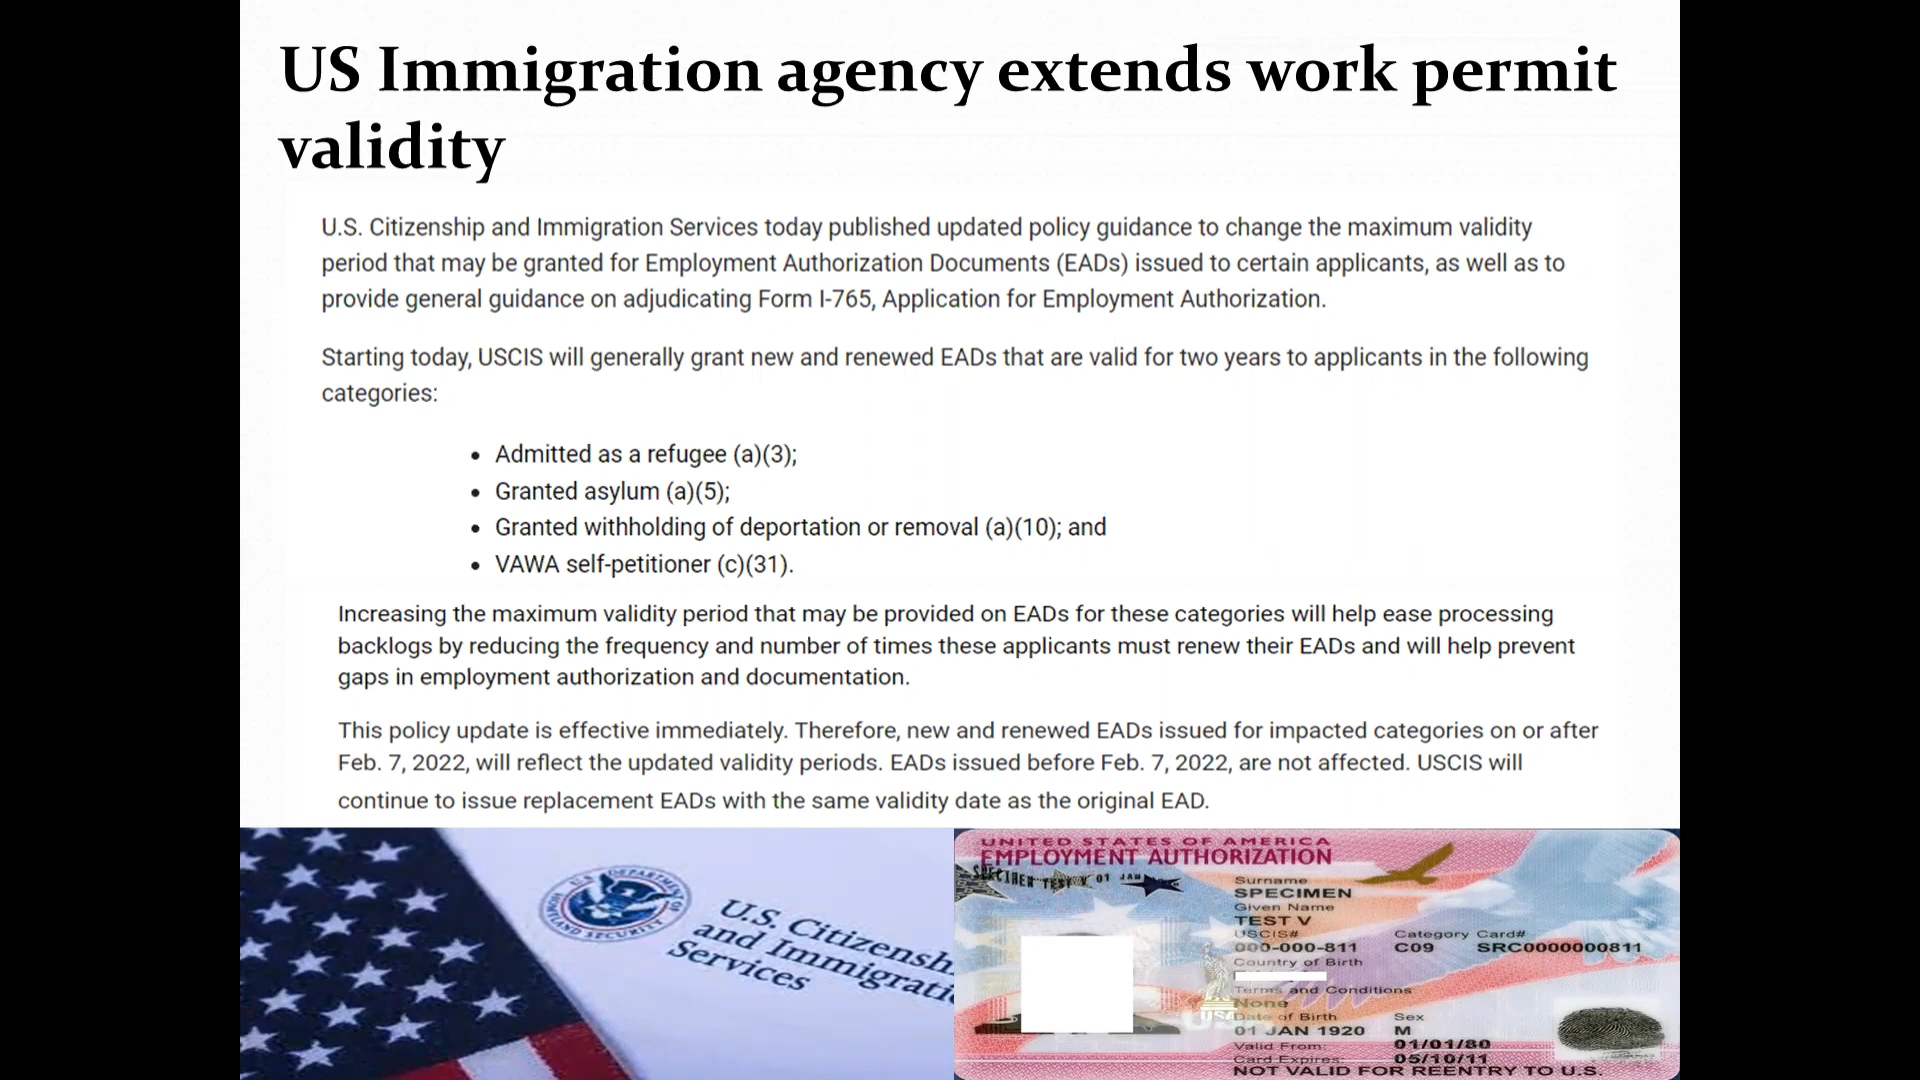 US Immigration agency extends work permit
validity
U.S. Citizenship and Immigration Services today published updated policy guidance to change the maximum validity
period that may be granted for Employment Authorization Documents (EADs) issued to certain applicants, as well as to
provide general guidance on adjudicating Form I-765, Application for Employment Authorization.
Starting today, USCIS will generally grant new and renewed EADs that are valid for two years to applicants in the following
categories:
• Admitted as a refugee (a)(3);
• Granted asylum (a)(5);
• Granted withholding of deportation or removal (a)(10); and
• VAWA self-petitioner (c)(31).
Increasing the maximum validity period that may be provided on EADs for these categories will help ease processing
backlogs by reducing the frequency and number of times these applicants must renew their EADs and will help prevent
gaps in employment authorization and documentation.
This policy update is effective immediately. Therefore, new and renewed EADs issued for impacted categories on or after
Feb. 7, 2022, will reflect the updated validity periods. EADs issued before Feb. 7, 2022, are not affected. USCIS will
continue to issue replacement EADs with the same validity date as the original EAD.
U.S. DEPARTMENT OF
HOMELAND SECURITY
U.S. Citizensh
and Immigrati
Services
UNITED STATES OF AMERICA
EMPLOYMENT AUTHORIZATION
SPECIMEN TEST V 01 JAN
Surname
SPECIMEN
Given Name
TEST V
USCIS# Category Card#
000-000-811 C09 SRC0000000811
Country of Birth
Terms and Conditions
None
USA
Date of Birth Sex
01 JAN 1920 M
Valid From: 01/01/80
Card Expires: 05/10/11
NOT VALID FOR REENTRY TO U.S.